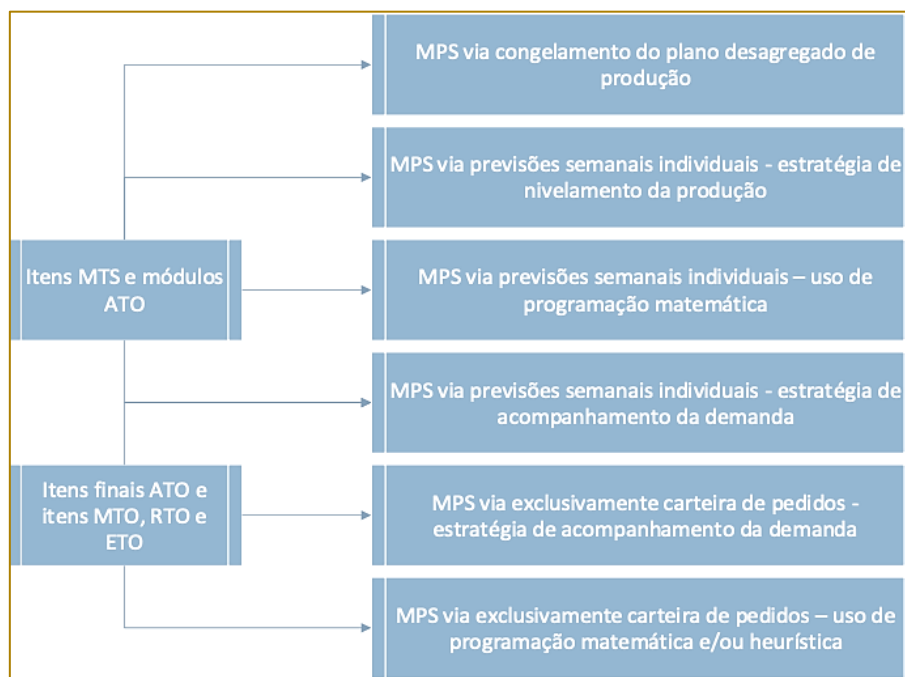 MPS via congelamento do plano desagregado de
produção
MPS via previsões semanais individuais - estratégia de
nivelamento da produção
Itens MTS e módulos
ATO
MPS via previsões semanais individuais – uso de
programação matemática
MPS via previsões semanais individuais - estratégia de
acompanhamento da demanda
Itens finais ATO e
itens MTO, RTO e
ETO
MPS via exclusivamente carteira de pedidos -
estratégia de acompanhamento da demanda
MPS via exclusivamente carteira de pedidos – uso de
programação matemática e/ou heurística